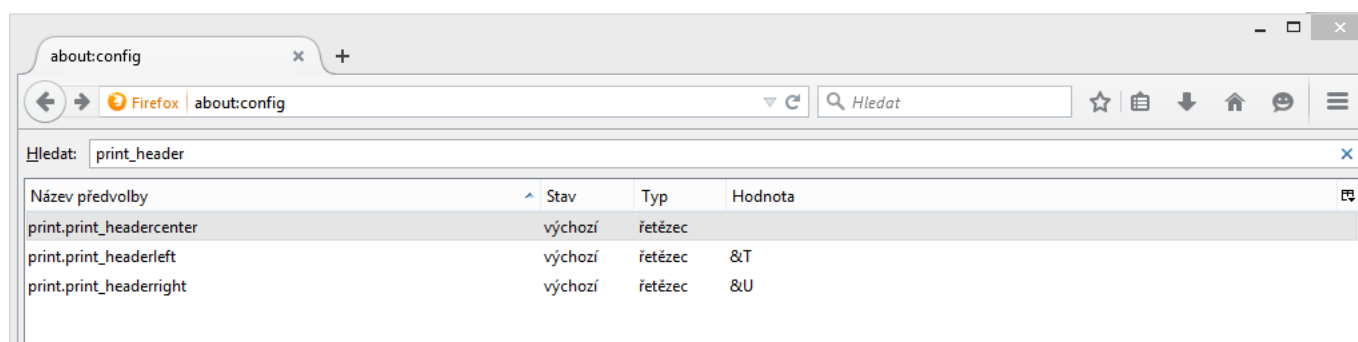 about:config
Firefox about:config Hledat
Hledat: print_header
Název předvolby Stav Typ Hodnota
print.print_headercenter výchozí řetězec
print.print_headerleft výchozí řetězec &T
print.print_headerright výchozí řetězec &U